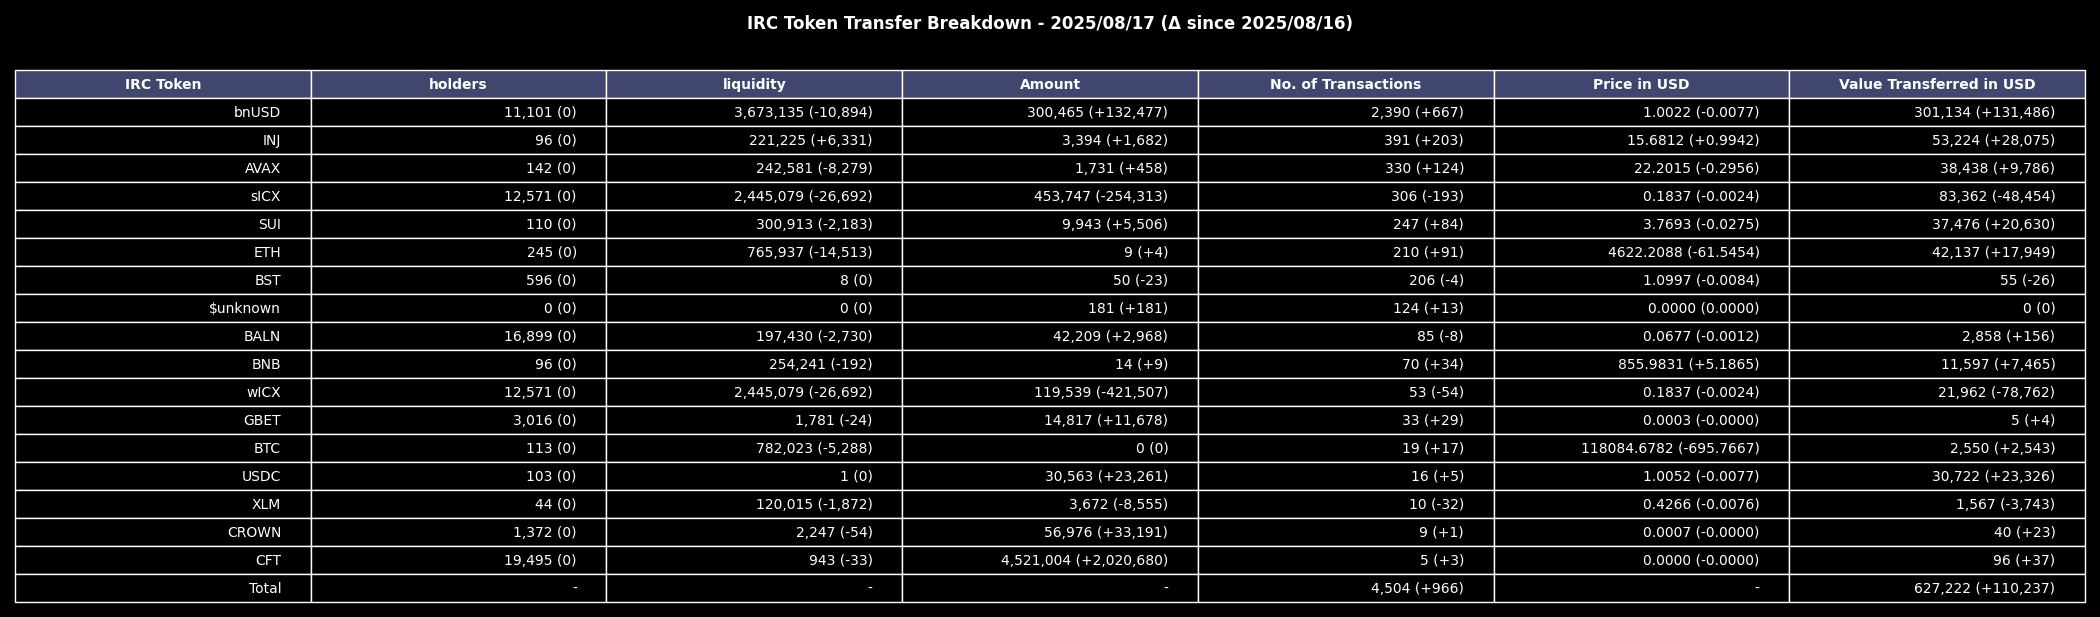 IRC Token Transfer Breakdown - 2025/08/17 (Δ since 2025/08/16)
IRC Token holders liquidity Amount No. of Transactions Price in USD Value Transferred in USD
bnUSD 11,101 (0) 3,673,135 (-10,894) 300,465 (+132,477) 2,390 (+667) 1.0022 (-0.0077) 301,134 (+131,486)
INJ 96 (0) 221,225 (+6,331) 3,394 (+1,682) 391 (+203) 15.6812 (+0.9942) 53,224 (+28,075)
AVAX 142 (0) 242,581 (-8,279) 1,731 (+458) 330 (+124) 22.2015 (-0.2956) 38,438 (+9,786)
sICX 12,571 (0) 2,445,079 (-26,692) 453,747 (-254,313) 306 (-193) 0.1837 (-0.0024) 83,362 (-48,454)
SUI 110 (0) 300,913 (-2,183) 9,943 (+5,506) 247 (+84) 3.7693 (-0.0275) 37,476 (+20,630)
ETH 245 (0) 765,937 (-14,513) 9 (+4) 210 (+91) 4622.2088 (-61.5454) 42,137 (+17,949)
BST 596 (0) 8 (0) 50 (-23) 206 (-4) 1.0997 (-0.0084) 55 (-26)
$unknown 0 (0) 0 (0) 181 (+181) 124 (+13) 0.0000 (0.0000) 0 (0)
BALN 16,899 (0) 197,430 (-2,730) 42,209 (+2,968) 85 (-8) 0.0677 (-0.0012) 2,858 (+156)
BNB 96 (0) 254,241 (-192) 14 (+9) 70 (+34) 855.9831 (+5.1865) 11,597 (+7,465)
wICX 12,571 (0) 2,445,079 (-26,692) 119,539 (-421,507) 53 (-54) 0.1837 (-0.0024) 21,962 (-78,762)
GBET 3,016 (0) 1,781 (-24) 14,817 (+11,678) 33 (+29) 0.0003 (-0.0000) 5 (+4)
BTC 113 (0) 782,023 (-5,288) 0 (0) 19 (+17) 118084.6782 (-695.7667) 2,550 (+2,543)
USDC 103 (0) 1 (0) 30,563 (+23,261) 16 (+5) 1.0052 (-0.0077) 30,722 (+23,326)
XLM 44 (0) 120,015 (-1,872) 3,672 (-8,555) 10 (-32) 0.4266 (-0.0076) 1,567 (-3,743)
CROWN 1,372 (0) 2,247 (-54) 56,976 (+33,191) 9 (+1) 0.0007 (-0.0000) 40 (+23)
CFT 19,495 (0) 943 (-33) 4,521,004 (+2,020,680) 5 (+3) 0.0000 (-0.0000) 96 (+37)
Total - - - 4,504 (+966) - 627,222 (+110,237)